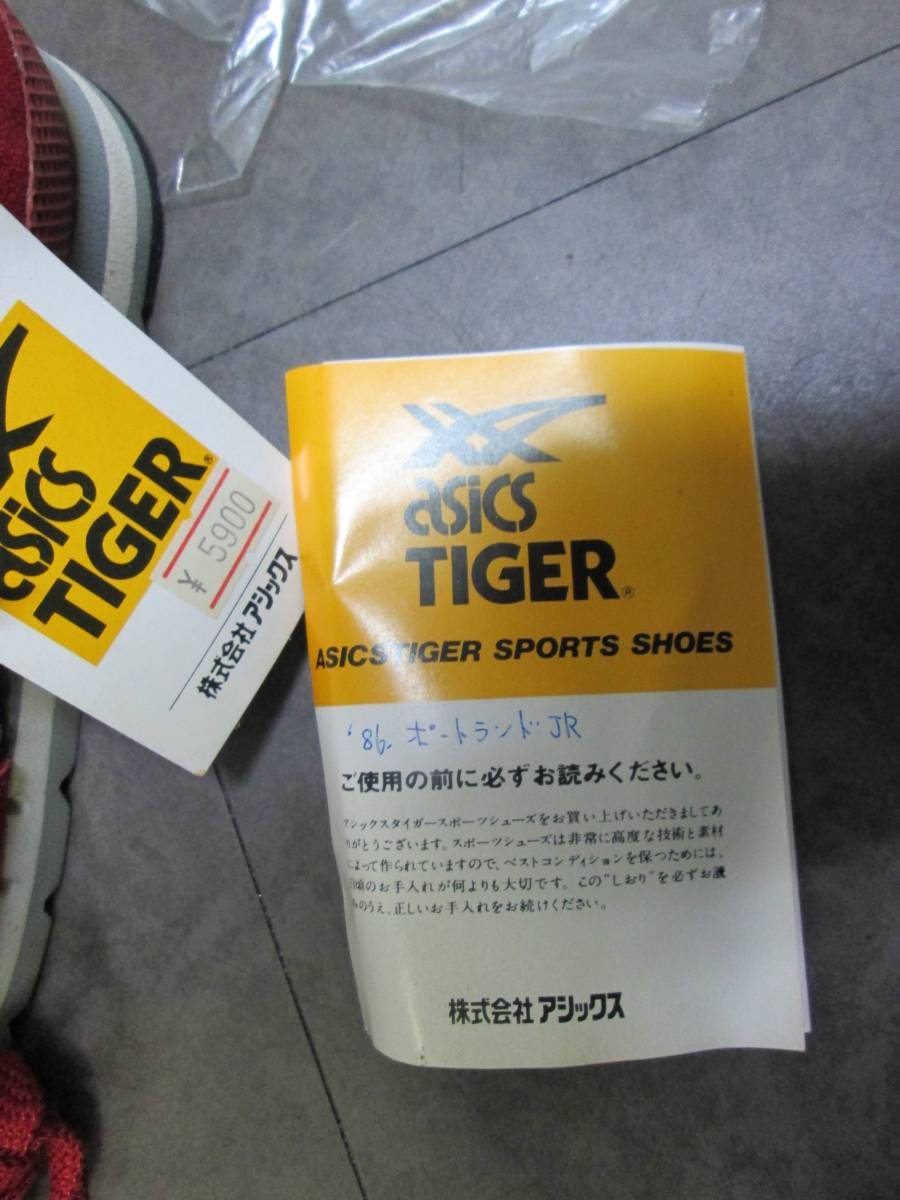 asics
TIGER®
¥ 5900
株式会社 アシックス
asics
TIGER®
ASICSTIGER SPORTS SHOES
'86. ポートランドJR
ご使用の前に必ずお読みください。
アシックスタイガースポーツシューズをお買い上げいただきましてあ
りがとうございます。スポーツシューズは非常に高度な技術と素材
によって作られていますので、ベストコンディションを保つためには、
日頃のお手入れが何よりも大切です。この"しおり"を必ずお読
みのうえ、正しいお手入れをお続けください。
株式会社 アシックス